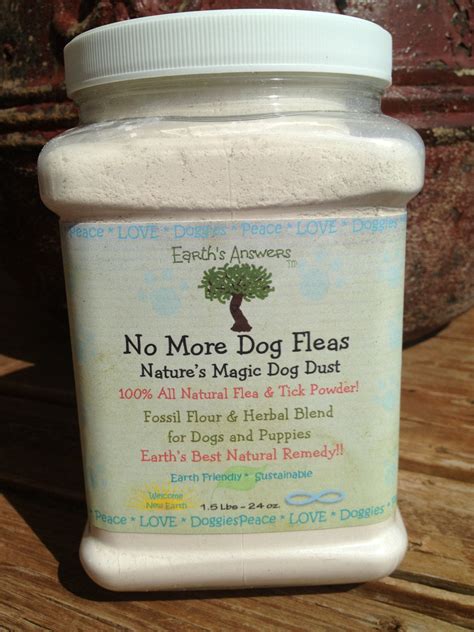 Peace * LOVE * Doggies * Peace * LOVE * Doggies
Earth's Answers TM
No More Dog Fleas
Nature's Magic Dog Dust
100% All Natural Flea & Tick Powder!
Fossil Flour & Herbal Blend
for Dogs and Puppies
Earth's Best Natural Remedy!!
Earth Friendly * Sustainable
Welcome
New Earth
1.5 Lbs - 24 oz.
Peace * LOVE * DoggiesPeace * LOVE * Doggies *